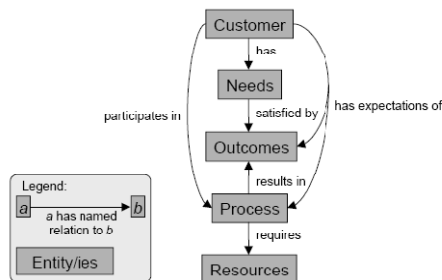 Customer
has
Needs
participates in
satisfied by
has expectations of
Outcomes
results in
Legend:
a
a has named
relation to b
b
Process
requires
Entity/ies
Resources